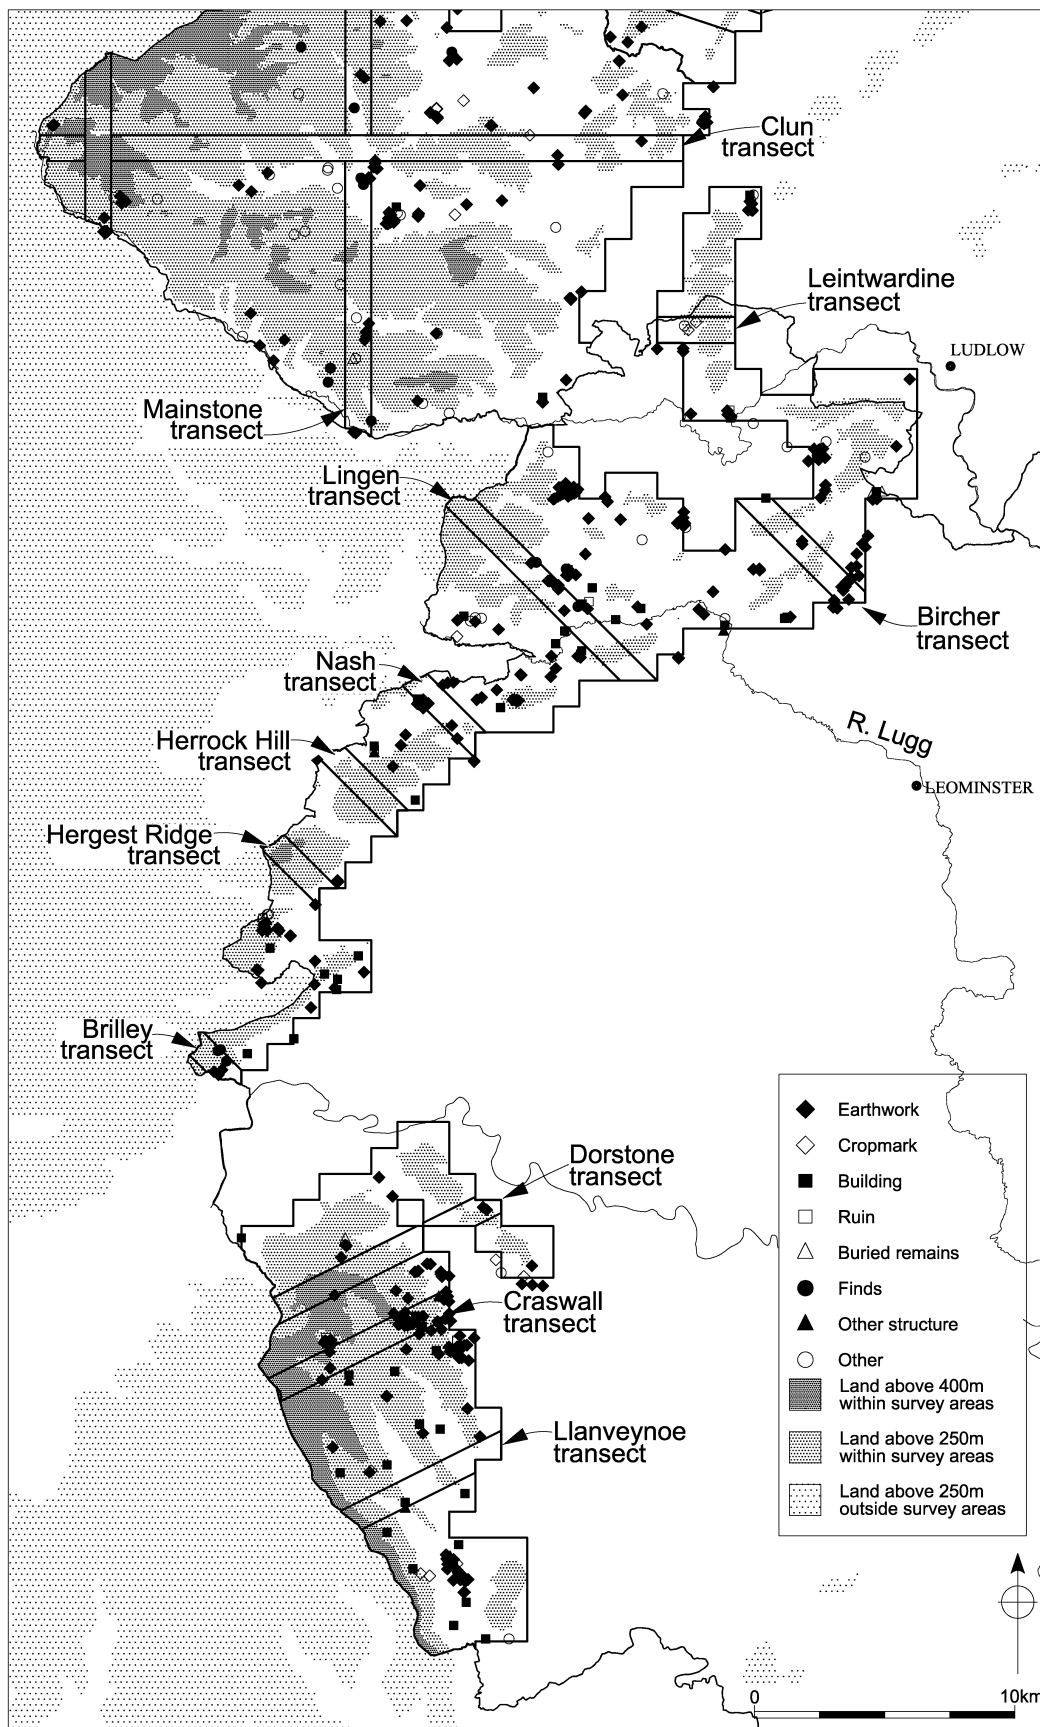 Clun
transect
Leintwardine
transect
LUDLOW
Mainstone
transect
Lingen
transect
Bircher
transect
Nash
transect
R. Lugg
Herrock Hill
transect
LEOMINSTER
Hergest Ridge
transect
Brilley
transect
Dorstone
transect
Craswall
transect
Llanveynoe
transect
Earthwork
Cropmark
Building
Ruin
Buried remains
Finds
Other structure
Other
Land above 400m
within survey areas
Land above 250m
within survey areas
Land above 250m
outside survey areas
0 10km